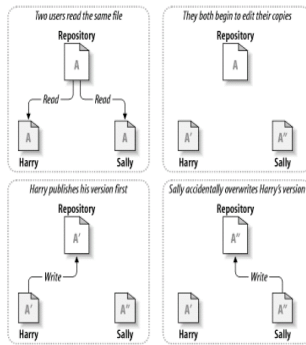 Two users read the same file
Repository
A
Read
Read
A
A
Harry
Sally
They both begin to edit their copies
Repository
A
A'
A"
Harry
Sally
Harry publishes his version first
Repository
A'
Write
A'
A"
Harry
Sally
Sally accidentally overwrites Harry's version
Repository
A"
Write
A'
A"
Harry
Sally